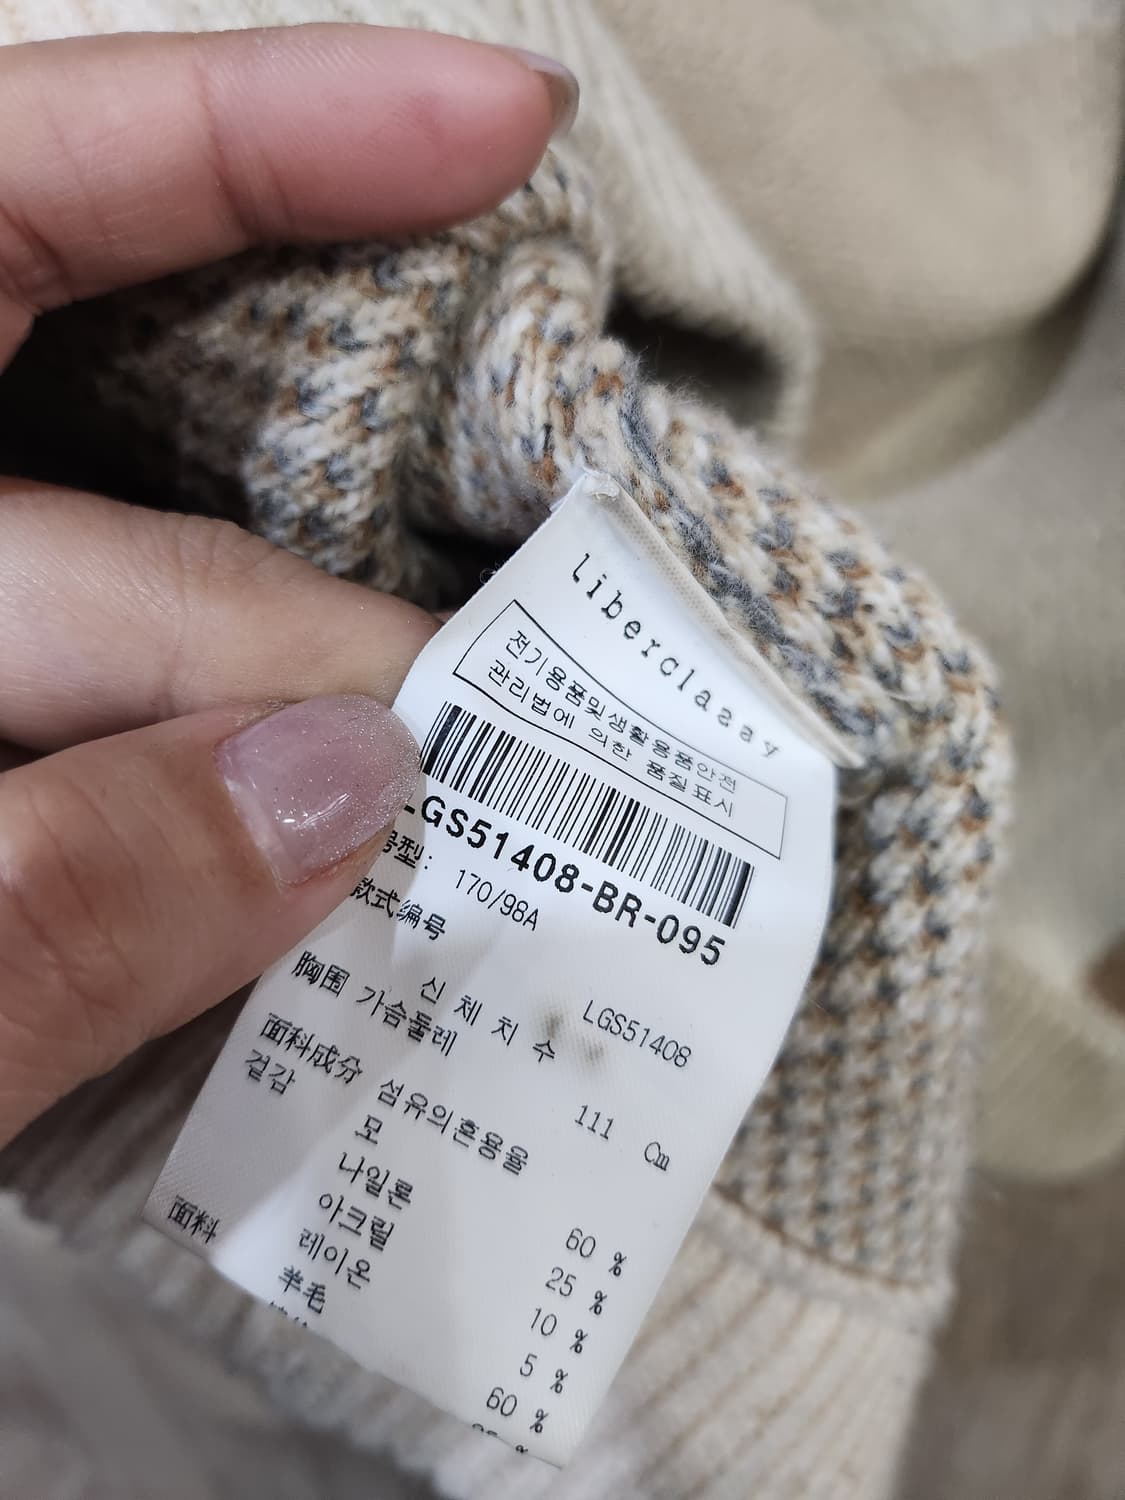 liberclassy
전기용품및생활용품안전
관리법에 의한 품질표시
LGS51408-BR-095
号型: 170/98A
款式编号 LGS51408
신 체 치 수
胸围 가슴둘레 111 Cm
面料成分 섬유의혼용율
겉감 모 60 %
나일론 25 %
아크릴 10 %
레이온 5 %
面料 羊毛 60 %